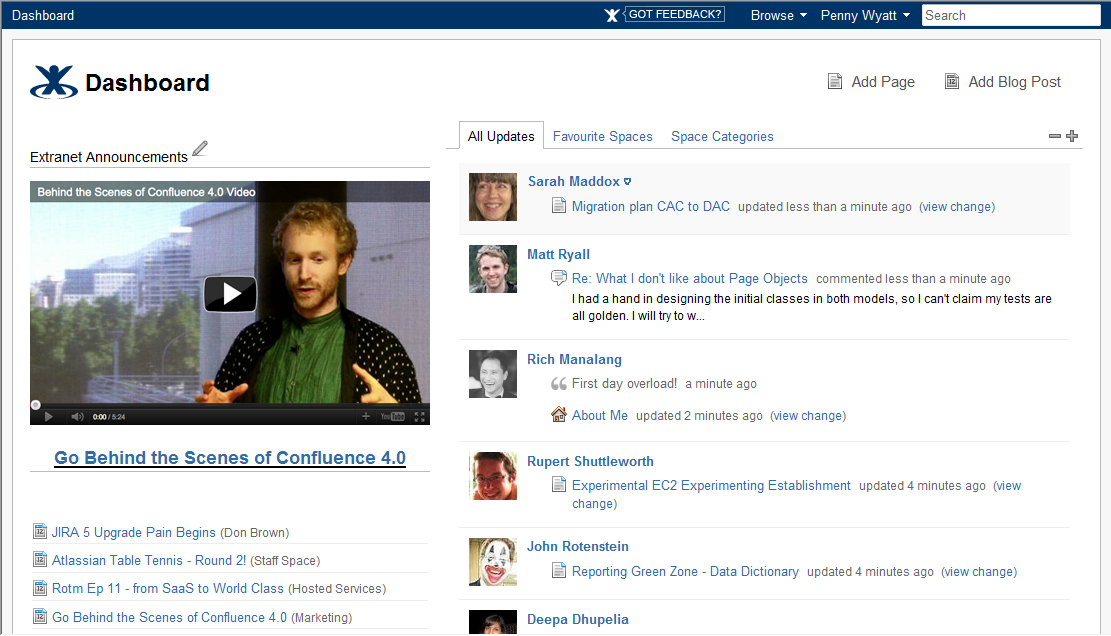 Dashboard
GOT FEEDBACK?
Browse
Penny Wyatt
Search
Dashboard
Add Page
Add Blog Post
Extranet Announcements
Behind the Scenes of Confluence 4.0 Video
0:00 / 5:24
YouTube
Go Behind the Scenes of Confluence 4.0
JIRA 5 Upgrade Pain Begins (Don Brown)
Atlassian Table Tennis - Round 2! (Staff Space)
Rotm Ep 11 - from SaaS to World Class (Hosted Services)
Go Behind the Scenes of Confluence 4.0 (Marketing)
All Updates
Favourite Spaces
Space Categories
Sarah Maddox
Migration plan CAC to DAC updated less than a minute ago (view change)
Matt Ryall
Re: What I don't like about Page Objects commented less than a minute ago
I had a hand in designing the initial classes in both models, so I can't claim my tests are
all golden. I will try to w...
Rich Manalang
First day overload! a minute ago
About Me updated 2 minutes ago (view change)
Rupert Shuttleworth
Experimental EC2 Experimenting Establishment updated 4 minutes ago (view
change)
John Rotenstein
Reporting Green Zone - Data Dictionary updated 4 minutes ago (view change)
Deepa Dhupelia